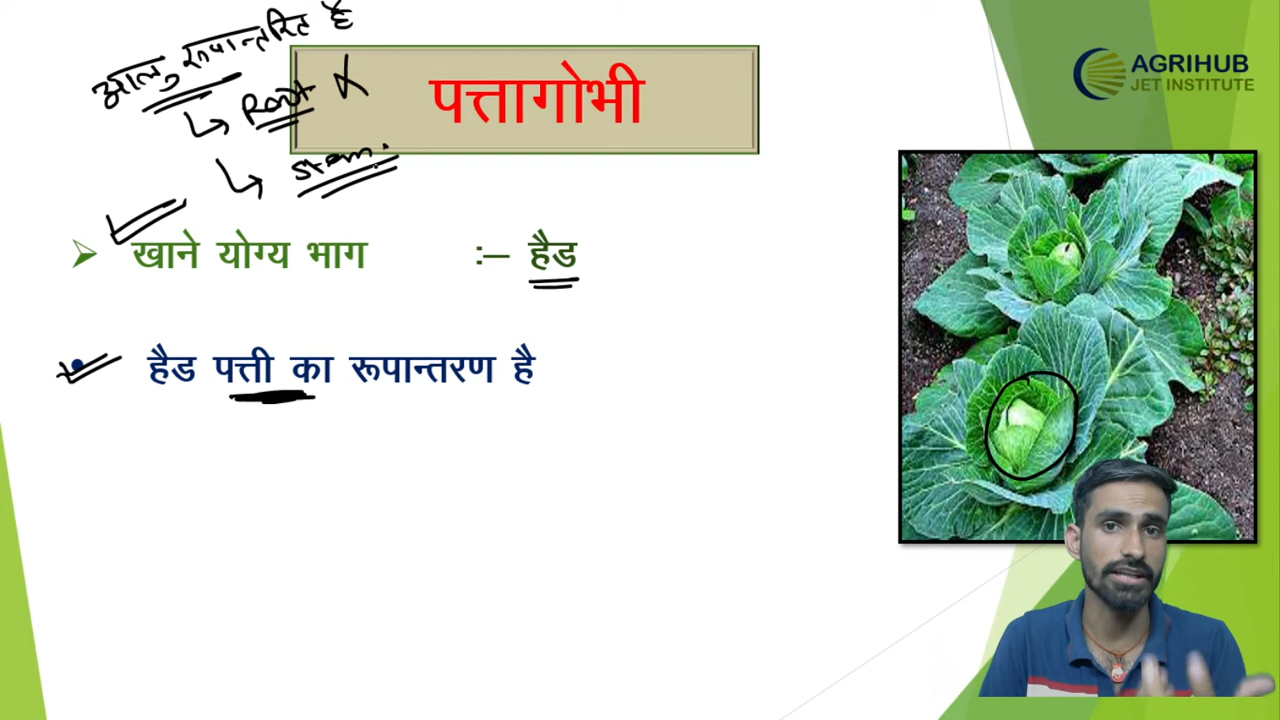 आलू रूपान्तरित है
Root X
stem.
पत्तागोभी
AGRIHUB
JET INSTITUTE
खाने योग्य भाग :– हैड
हैड पत्ती का रूपान्तरण है